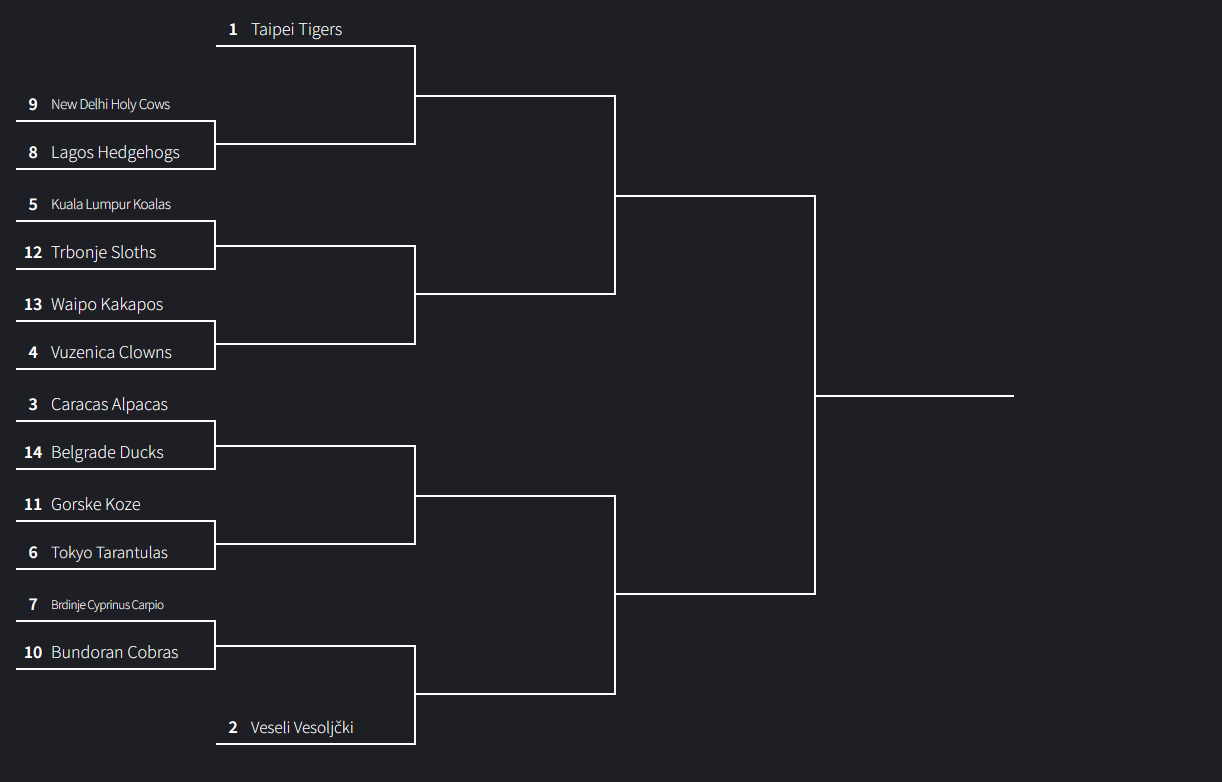 1 Taipei Tigers
9 New Delhi Holy Cows
8 Lagos Hedgehogs
5 Kuala Lumpur Koalas
12 Trbonje Sloths
13 Waipo Kakapos
4 Vuzenica Clowns
3 Caracas Alpacas
14 Belgrade Ducks
11 Gorske Koze
6 Tokyo Tarantulas
7 Brdinje Cyprinus Carpio
10 Bundoran Cobras
2 Veseli Vesoljčki